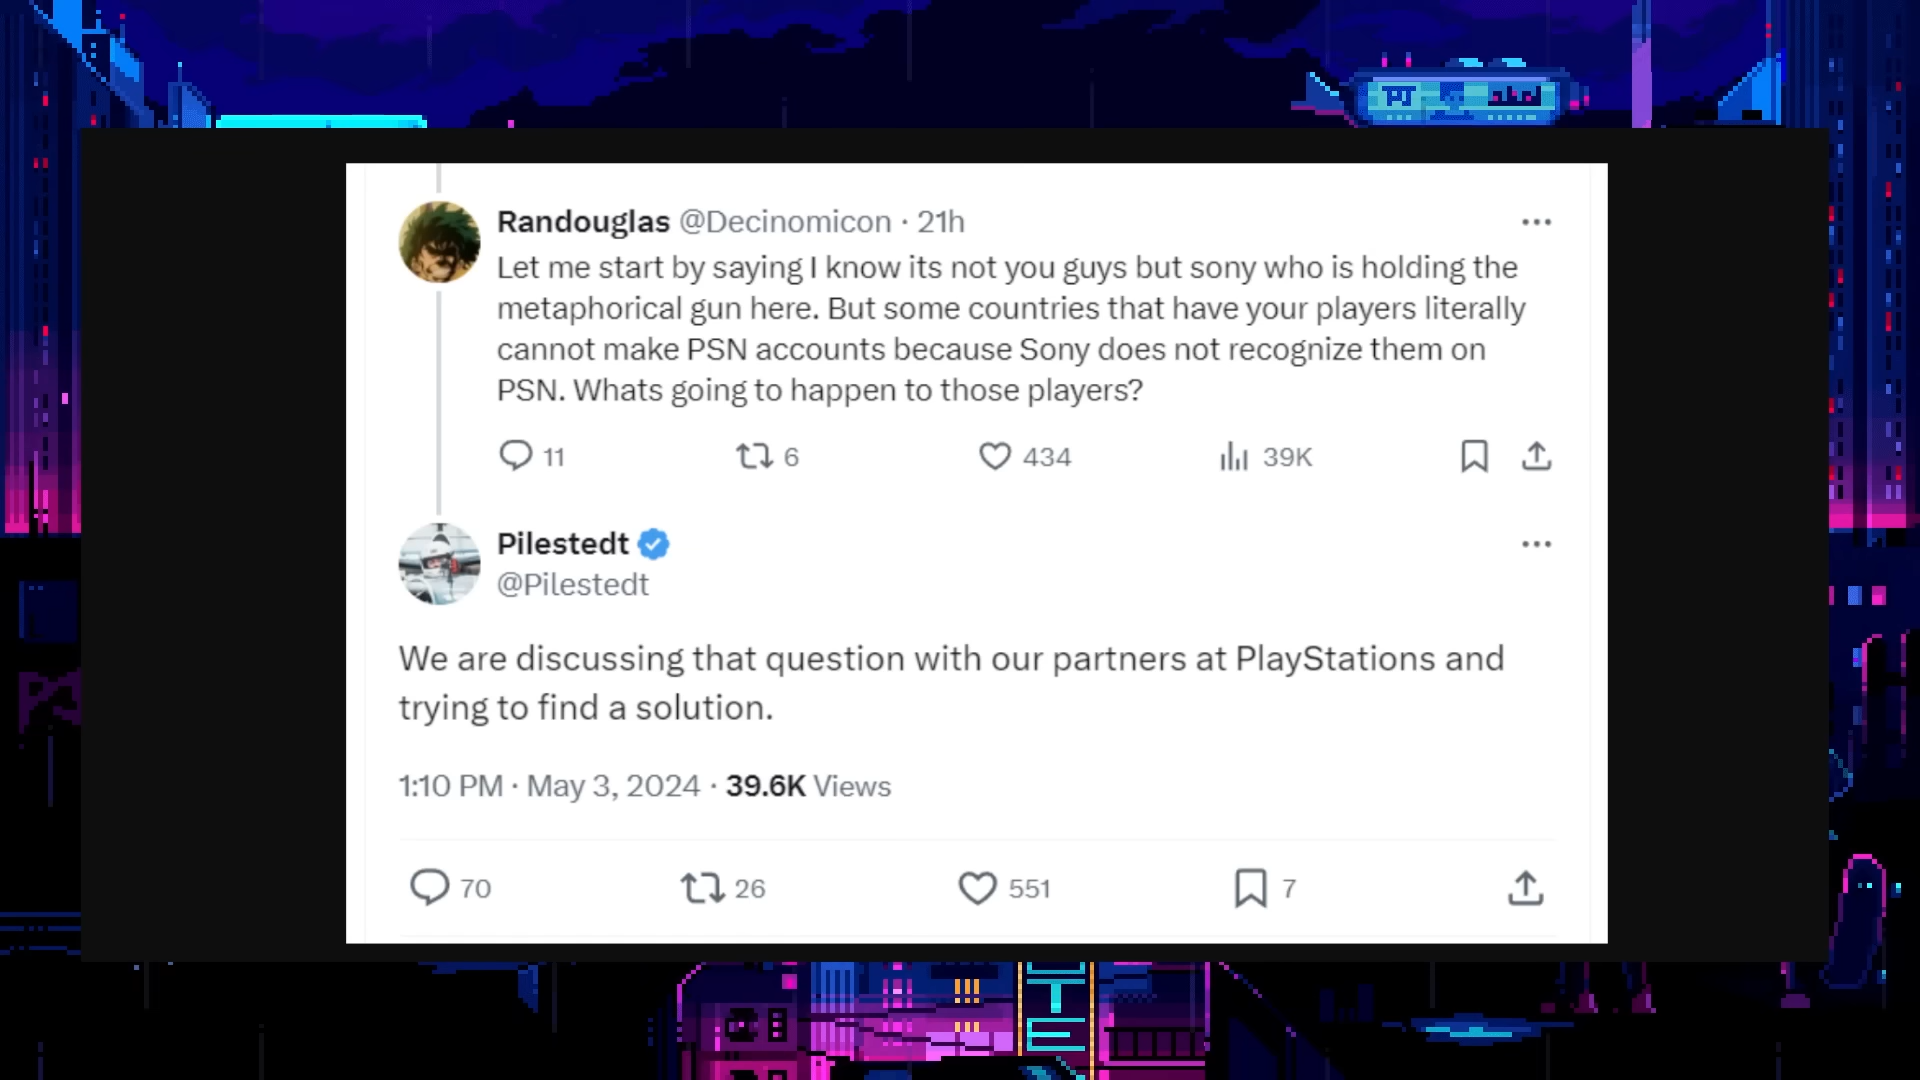 Randouglas @Decinomicon · 21h
Let me start by saying I know its not you guys but sony who is holding the
metaphorical gun here. But some countries that have your players literally
cannot make PSN accounts because Sony does not recognize them on
PSN. Whats going to happen to those players?
11 6 434 39K
Pilestedt
@Pilestedt
We are discussing that question with our partners at PlayStations and
trying to find a solution.
1:10 PM · May 3, 2024 · 39.6K Views
70 26 551 7